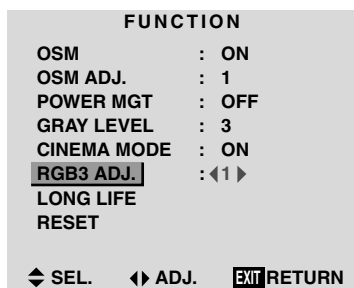 FUNCTION
OSM : ON
OSM ADJ. : 1
POWER MGT : OFF
GRAY LEVEL : 3
CINEMA MODE : ON
RGB3 ADJ. : ◀1▶
LONG LIFE
RESET
SEL. ADJ. EXIT RETURN